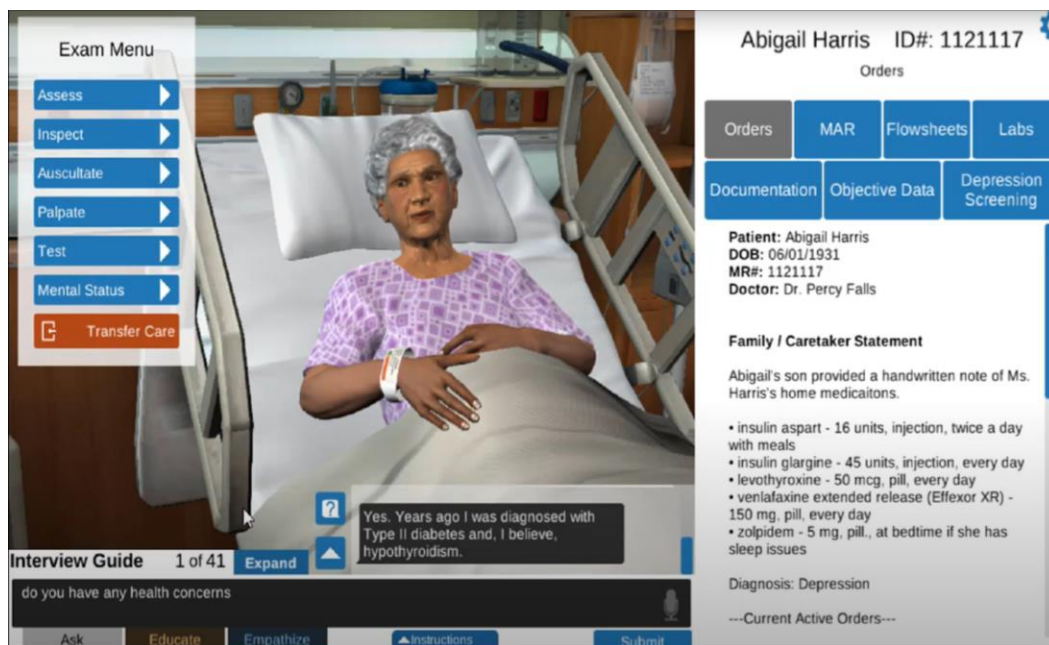 Exam Menu
Assess
Inspect
Auscultate
Palpate
Test
Mental Status
Transfer Care
?
Yes. Years ago I was diagnosed with
Type II diabetes and, I believe,
hypothyroidism.
Interview Guide 1 of 41 Expand
do you have any health concerns
Ask Educate Empathize Instructions Submit
Abigail Harris ID#: 1121117
Orders
Orders MAR Flowsheets Labs
Documentation Objective Data Depression
Screening
Patient: Abigail Harris
DOB: 06/01/1931
MR#: 1121117
Doctor: Dr. Percy Falls
Family / Caretaker Statement
Abigail's son provided a handwritten note of Ms.
Harris's home medicaitons.
• insulin aspart - 16 units, injection, twice a day
with meals
• insulin glargine - 45 units, injection, every day
• levothyroxine - 50 mcg, pill, every day
• venlafaxine extended release (Effexor XR) -
150 mg, pill, every day
• zolpidem - 5 mg, pill., at bedtime if she has
sleep issues
Diagnosis: Depression
---Current Active Orders---